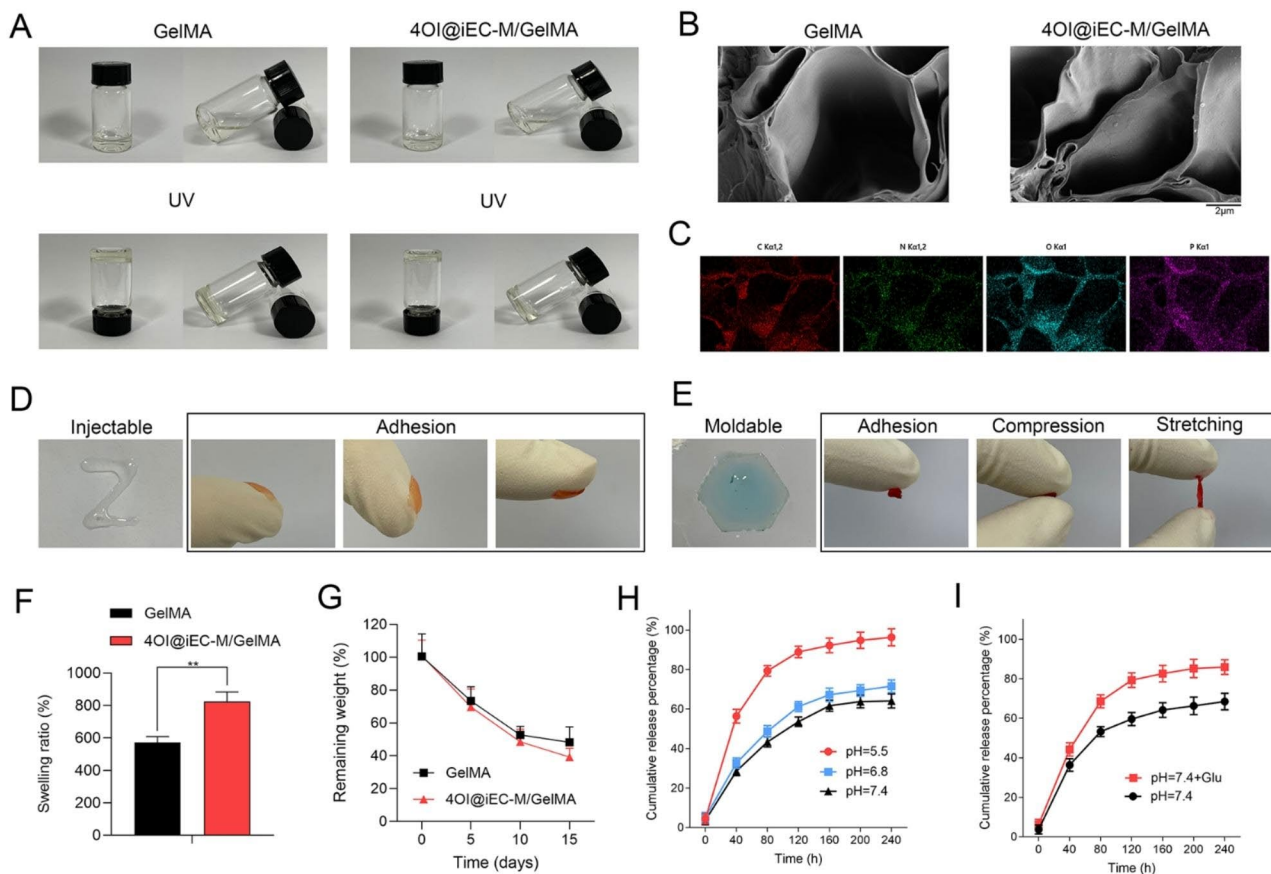 A
GelMA
4OI@iEC-M/GelMA
UV
UV
B
GelMA
4OI@iEC-M/GelMA
2μm
C
C Kα1,2
N Kα1,2
O Kα1
P Kα1
D
Injectable
Adhesion
E
Moldable
Adhesion
Compression
Stretching
F
GelMA
4OI@iEC-M/GelMA
**
Swelling ratio (%)
1000
800
600
400
200
0
G
Remaining weight (%)
120
100
80
60
40
20
0
GelMA
4OI@iEC-M/GelMA
0 5 10 15
Time (days)
H
Cumulative release percentage (%)
100
80
60
40
20
0
pH=5.5
pH=6.8
pH=7.4
0 40 80 120 160 200 240
Time (h)
I
Cumulative release percentage (%)
100
80
60
40
20
0
pH=7.4+Glu
pH=7.4
0 40 80 120 160 200 240
Time (h)